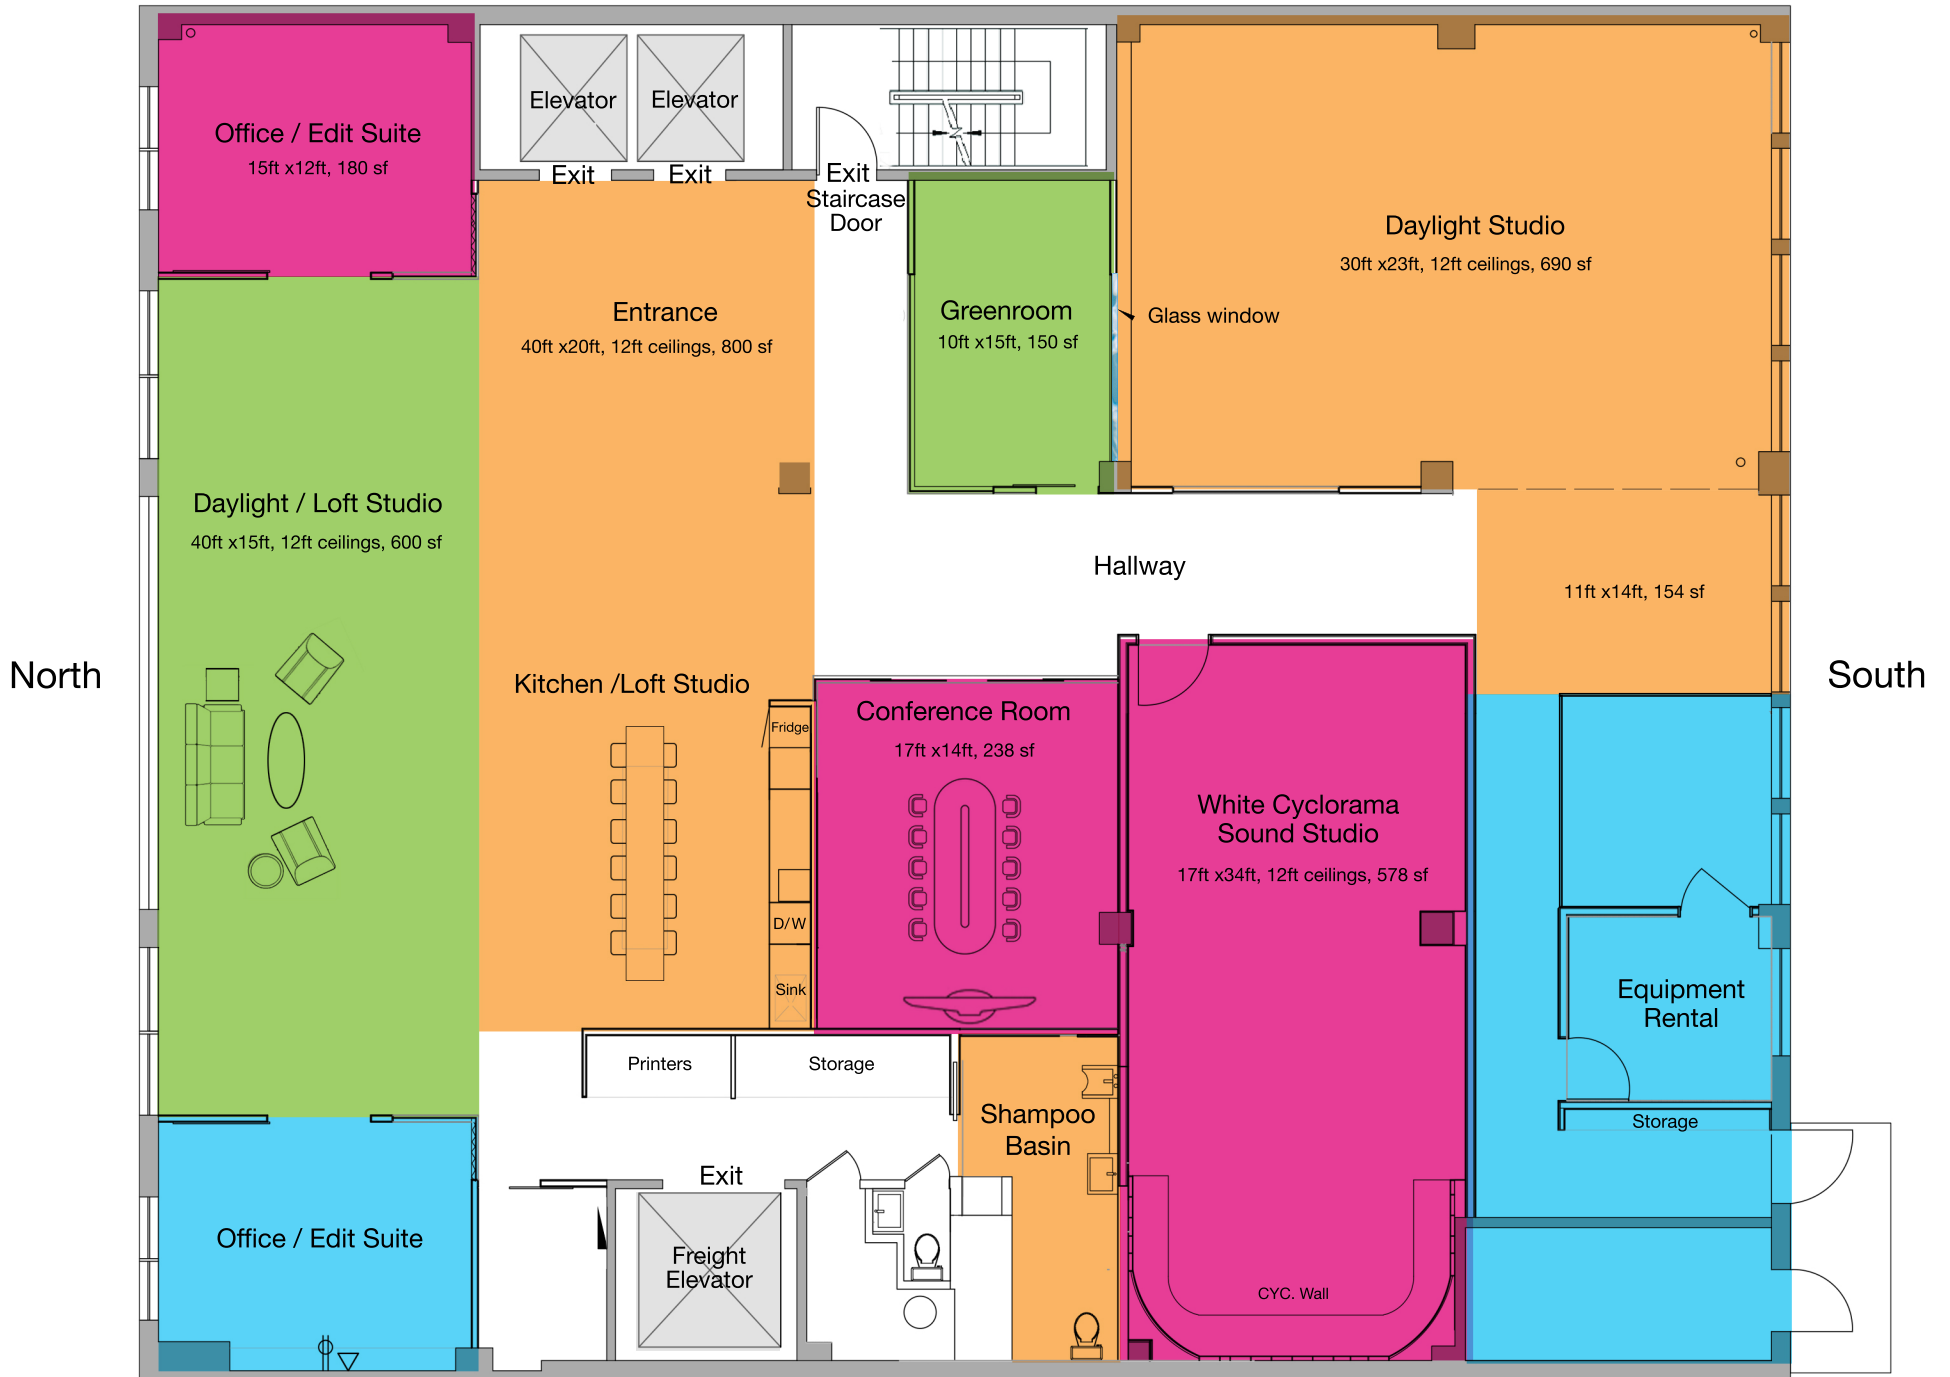 Elevator
Elevator
Exit
Exit
Exit
Staircase
Door
Office / Edit Suite
15ft x12ft, 180 sf
Daylight Studio
30ft x23ft, 12ft ceilings, 690 sf
Entrance
40ft x20ft, 12ft ceilings, 800 sf
Greenroom
10ft x15ft, 150 sf
Glass window
Daylight / Loft Studio
40ft x15ft, 12ft ceilings, 600 sf
Hallway
11ft x14ft, 154 sf
North
South
Kitchen /Loft Studio
Fridge
D/W
Sink
Conference Room
17ft x14ft, 238 sf
White Cyclorama
Sound Studio
17ft x34ft, 12ft ceilings, 578 sf
Equipment
Rental
Storage
Printers
Storage
Shampoo
Basin
Exit
Freight
Elevator
Office / Edit Suite
CYC. Wall